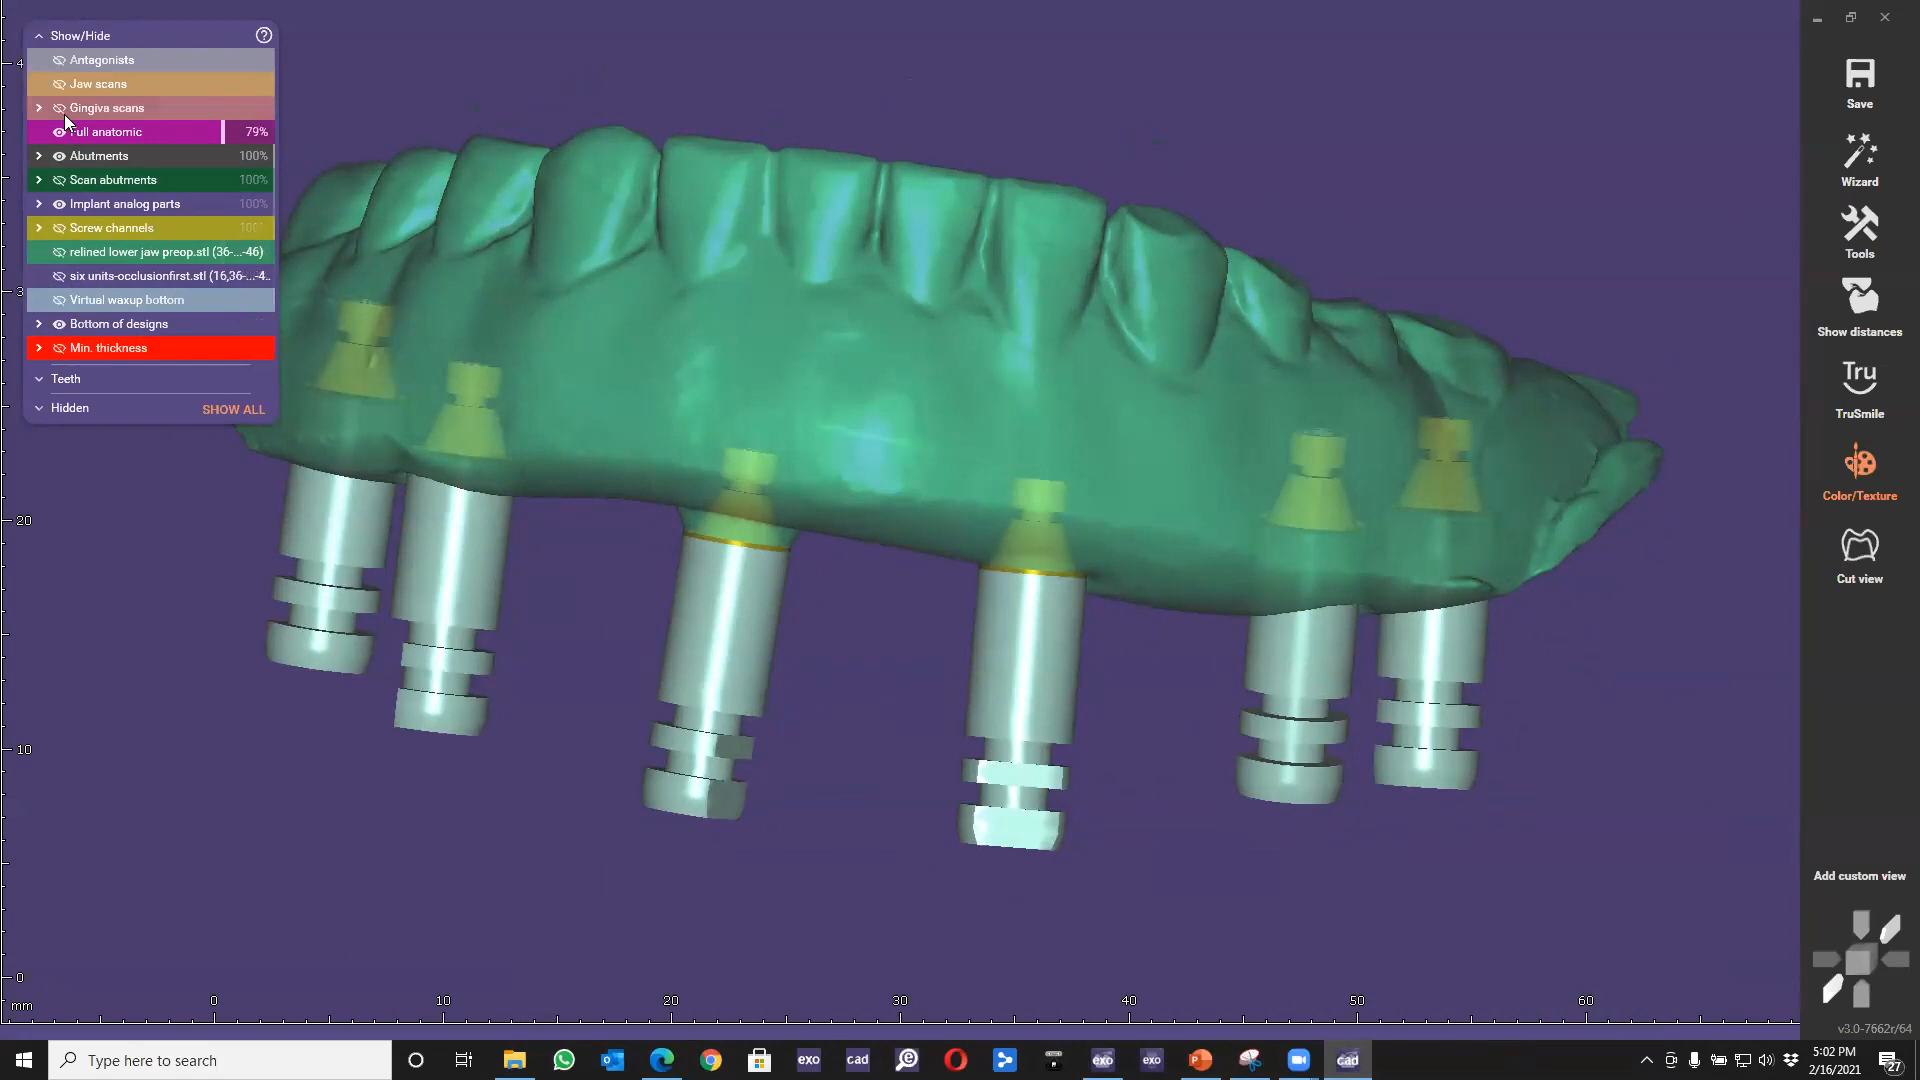 Show/Hide
Antagonists
Jaw scans
Gingiva scans
Full anatomic 79%
Abutments 100%
Scan abutments 100%
Implant analog parts 100%
Screw channels
relined lower jaw preop.stl (36-...-46)
six units-occlusionfirst.stl (16,36-...-4..
Virtual waxup bottom
Bottom of designs
Min. thickness
Teeth
Hidden SHOW ALL
Save
Wizard
Tools
Show distances
Tru
TruSmile
Color/Texture
Cut view
Add custom view
v3.0-7662r/64
4
3
20
10
0
mm
0 10 20 30 40 50 60
Type here to search
exo cad exo exo cad
5:02 PM
2/16/2021
27